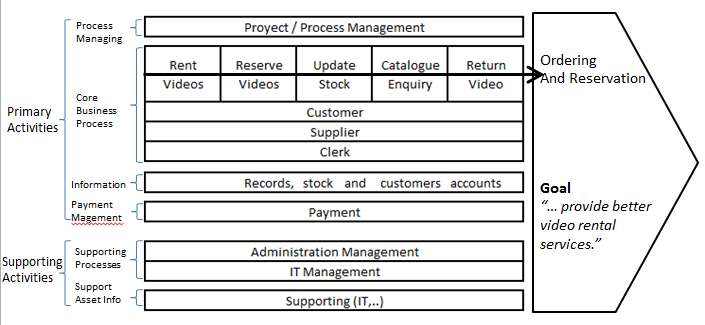 Process
Managing
Proyect / Process Management
Primary
Activities
Core
Business
Process
Rent
Videos
Reserve
Videos
Update
Stock
Catalogue
Enquiry
Return
Video
Customer
Supplier
Clerk
Information
Records, stock and customers accounts
Payment
Magement
Payment
Supporting
Activities
Supporting
Processes
Administration Management
IT Management
Support
Asset Info
Supporting (IT,..)
Ordering
And Reservation
Goal
“... provide better
video rental
services.”